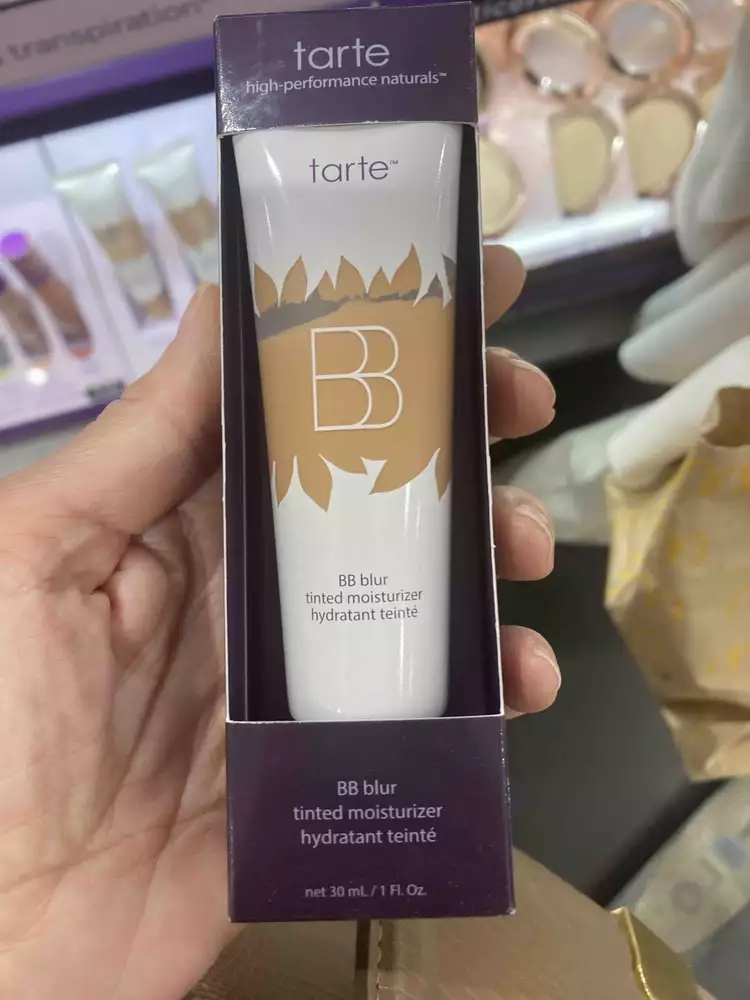 transpiration
tarte
high-performance naturals™
tarte™
BB
BB blur
tinted moisturizer
hydratant teinté
BB blur
tinted moisturizer
hydratant teinté
net 30 mL / 1 Fl. Oz.